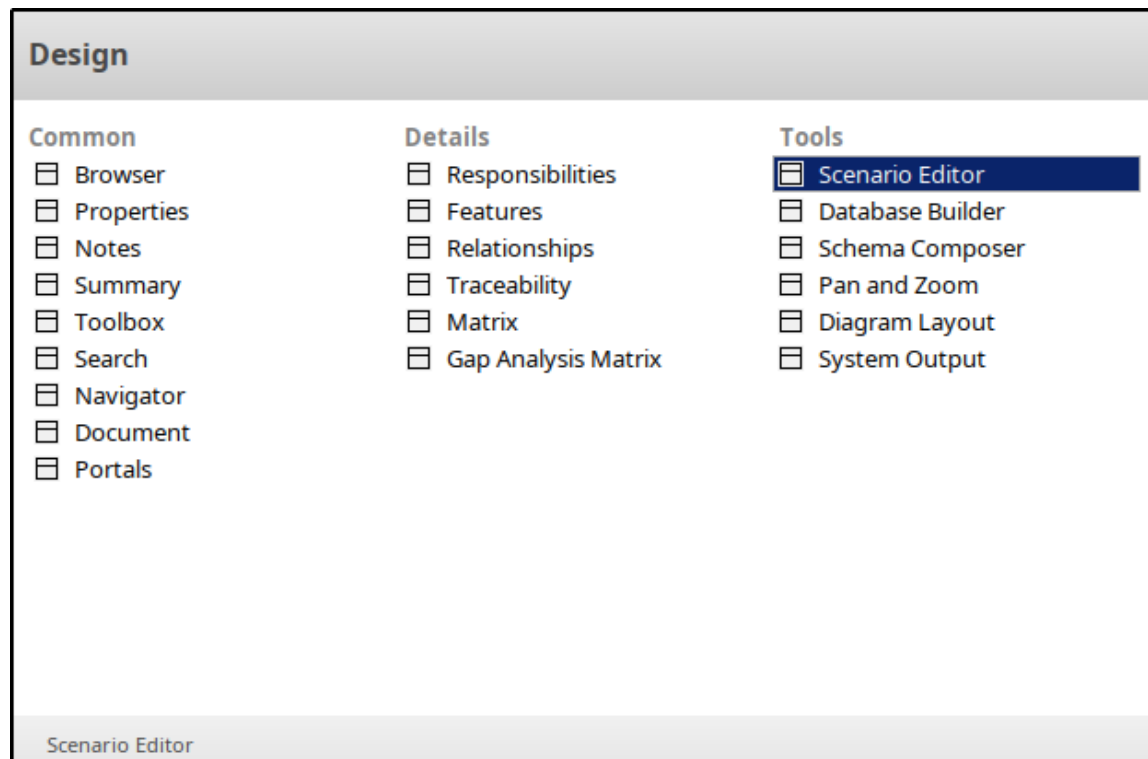 Design
Common
Browser
Properties
Notes
Summary
Toolbox
Search
Navigator
Document
Portals
Details
Responsibilities
Features
Relationships
Traceability
Matrix
Gap Analysis Matrix
Tools
Scenario Editor
Database Builder
Schema Composer
Pan and Zoom
Diagram Layout
System Output
Scenario Editor